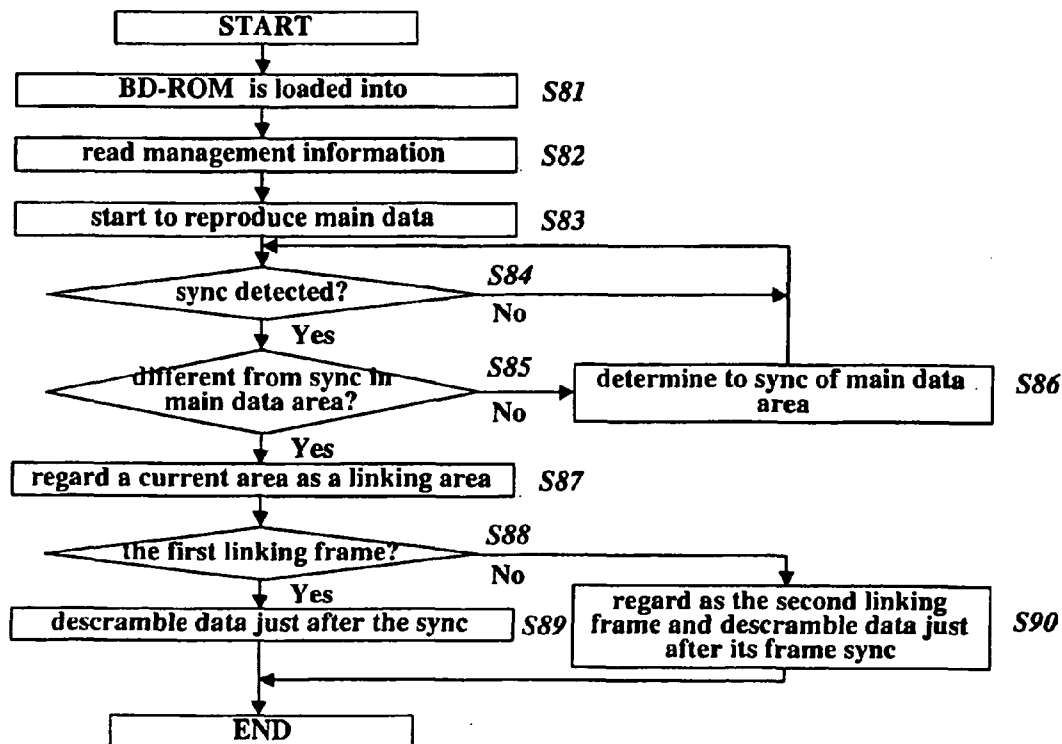 START
BD-ROM is loaded into
S81
read management information
S82
start to reproduce main data
S83
sync detected?
S84
No
Yes
different from sync in
main data area?
S85
No
determine to sync of main data
area
S86
Yes
regard a current area as a linking area
S87
the first linking frame?
S88
No
Yes
descramble data just after the sync
S89
regard as the second linking
frame and descramble data just
after its frame sync
S90
END